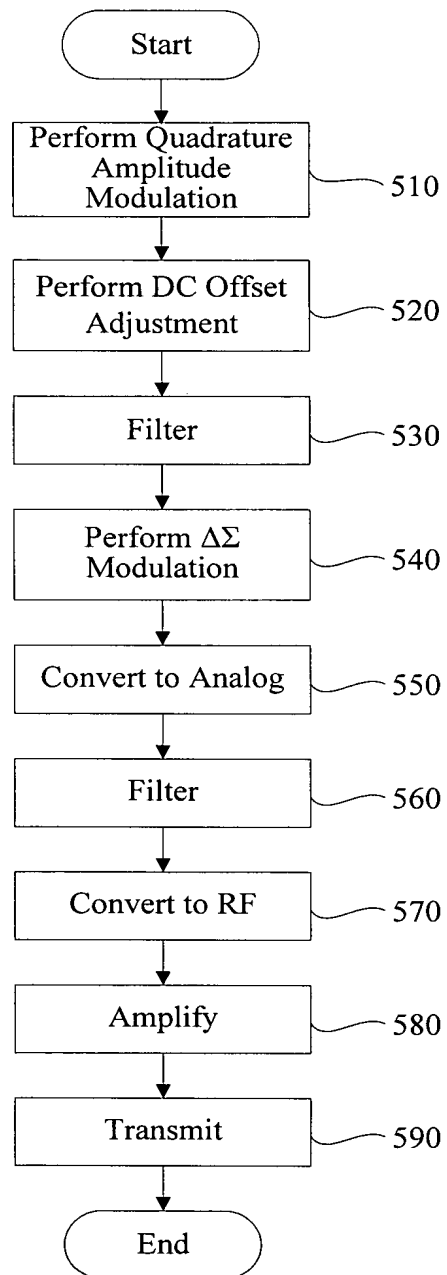 Start
Perform Quadrature
Amplitude
Modulation
510
Perform DC Offset
Adjustment
520
Filter
530
Perform ΔΣ
Modulation
540
Convert to Analog
550
Filter
560
Convert to RF
570
Amplify
580
Transmit
590
End